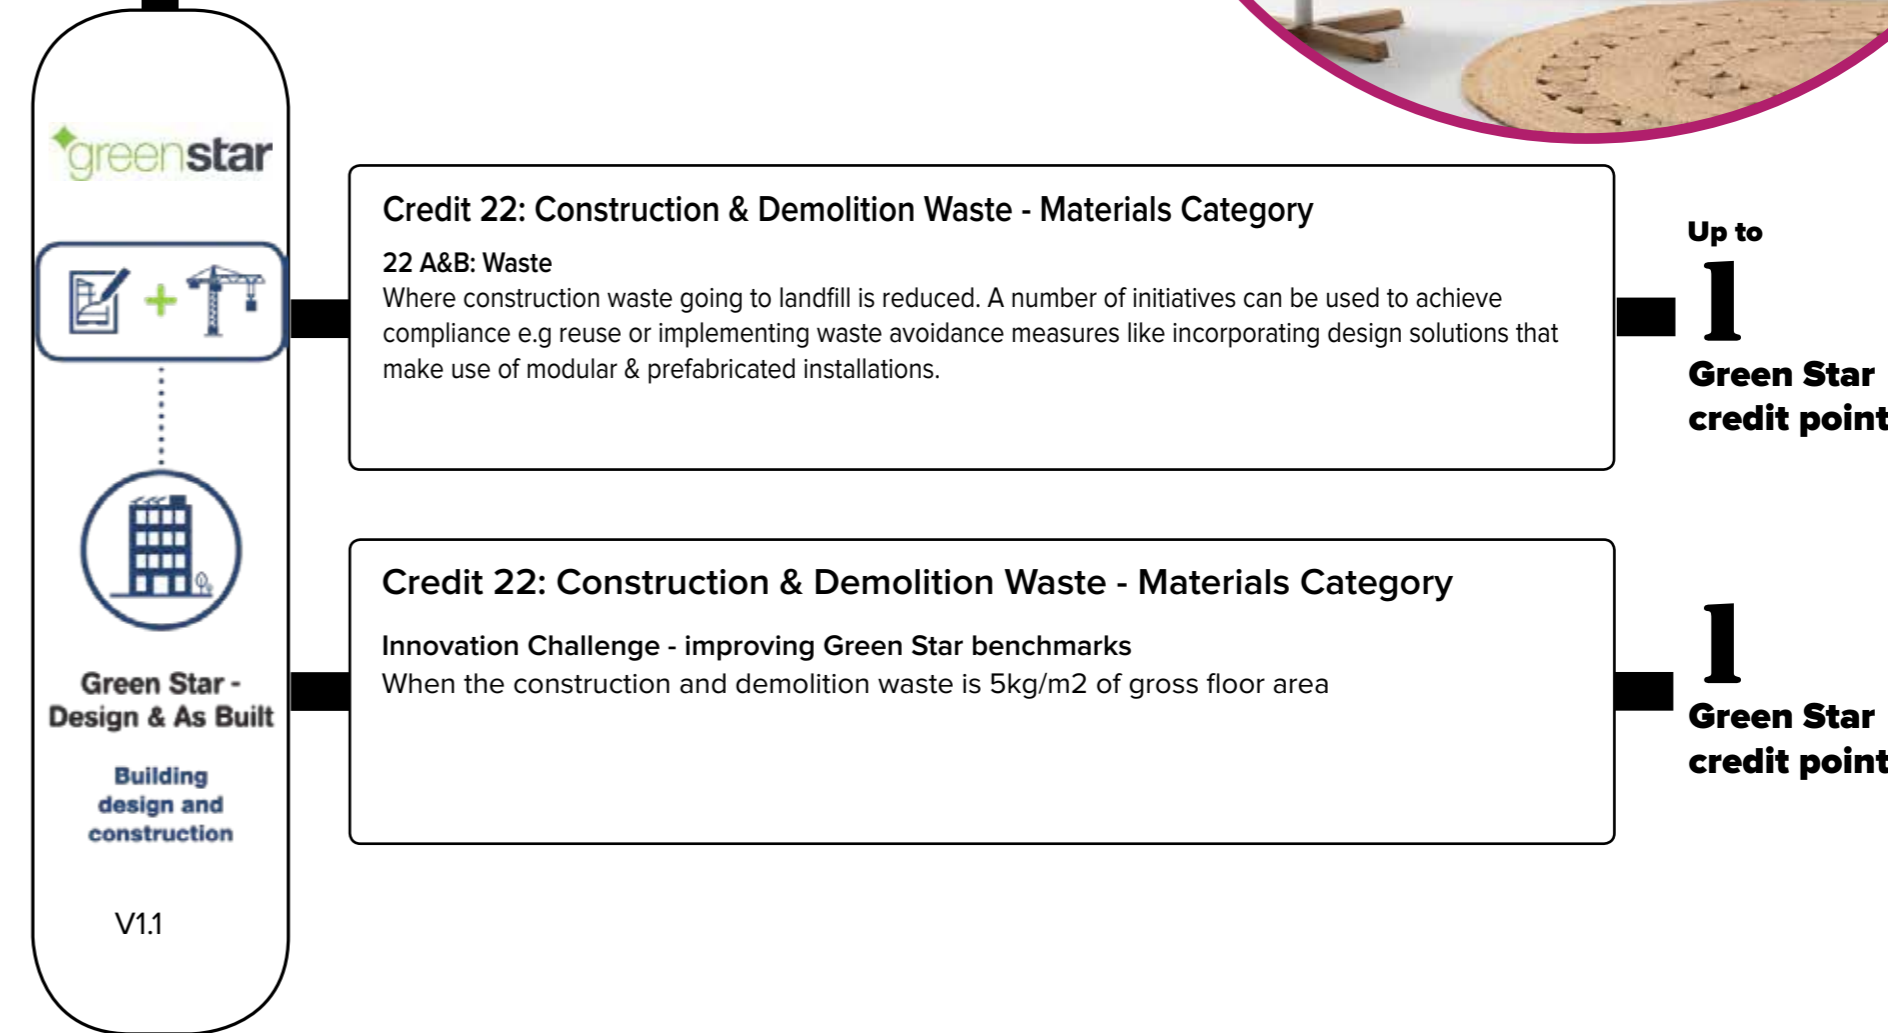 greenstar
Green Star -
Design & As Built
Building
design and
construction
V1.1
Credit 22: Construction & Demolition Waste - Materials Category
22 A&B: Waste
Where construction waste going to landfill is reduced. A number of initiatives can be used to achieve
compliance e.g reuse or implementing waste avoidance measures like incorporating design solutions that
make use of modular & prefabricated installations.
Up to
1
Green Star
credit point
Credit 22: Construction & Demolition Waste - Materials Category
Innovation Challenge - improving Green Star benchmarks
When the construction and demolition waste is 5kg/m2 of gross floor area
1
Green Star
credit point